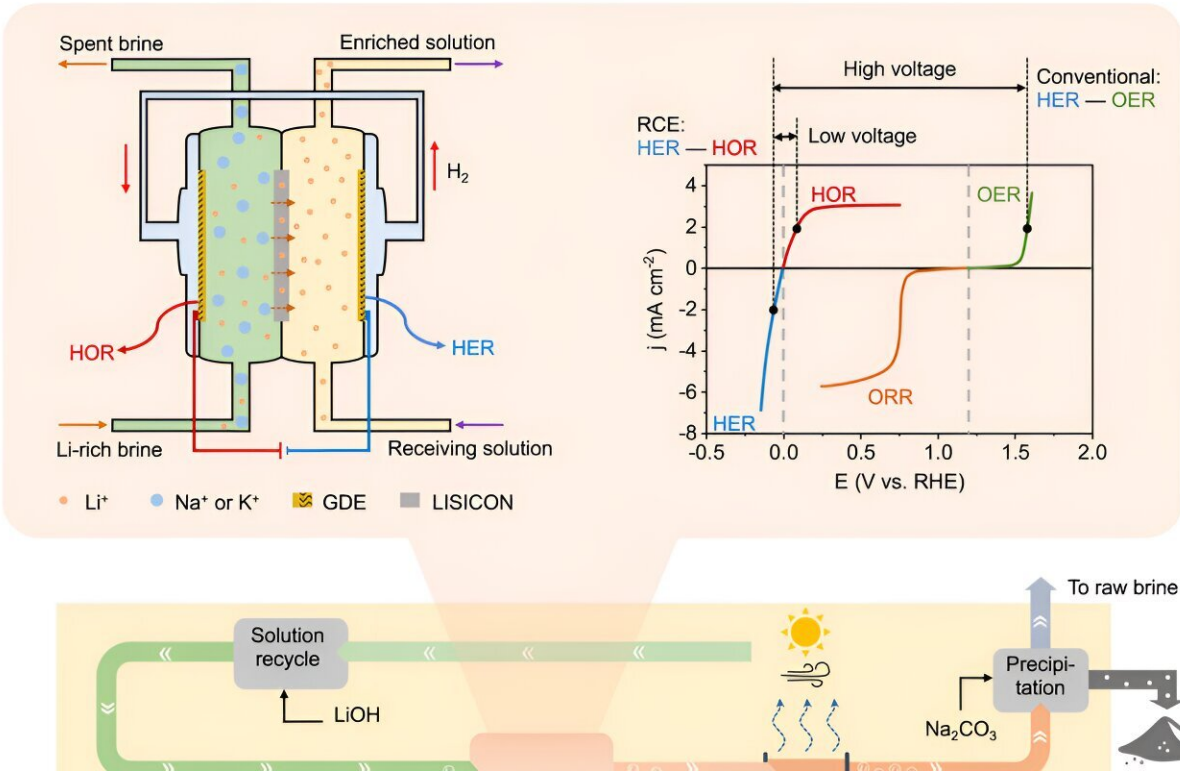 Spent brine
Enriched solution
H₂
HOR
HER
Li-rich brine
Receiving solution
Li⁺
Na⁺ or K⁺
GDE
LISICON
High voltage
Conventional:
HER — OER
RCE:
HER — HOR
Low voltage
HOR
OER
ORR
HER
4
2
0
-2
-4
-6
-8
j (mA cm⁻²)
-0.5
0.0
0.5
1.0
1.5
2.0
E (V vs. RHE)
To raw brine
Solution
recycle
LiOH
Precipi-
tation
Na₂CO₃